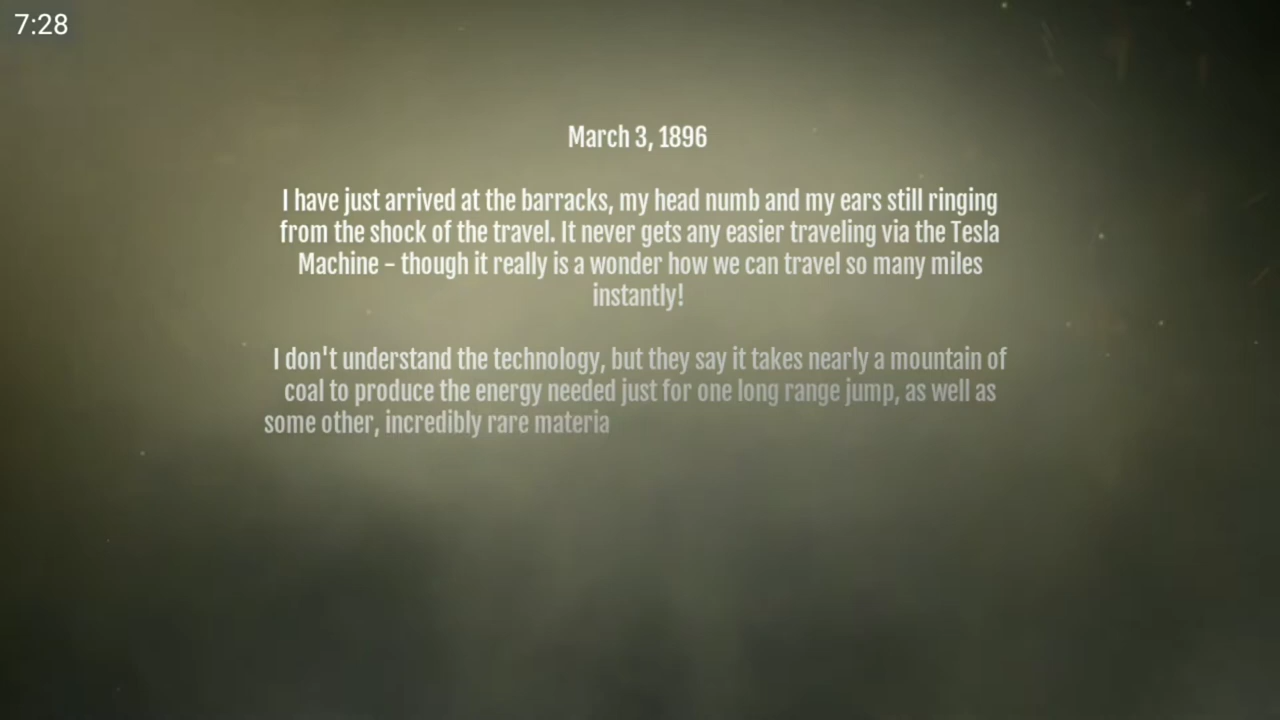 7:28
March 3, 1896
I have just arrived at the barracks, my head numb and my ears still ringing
from the shock of the travel. It never gets any easier traveling via the Tesla
Machine – though it really is a wonder how we can travel so many miles
instantly!
I don't understand the technology, but they say it takes nearly a mountain of
coal to produce the energy needed just for one long range jump, as well as
some other, incredibly rare materia